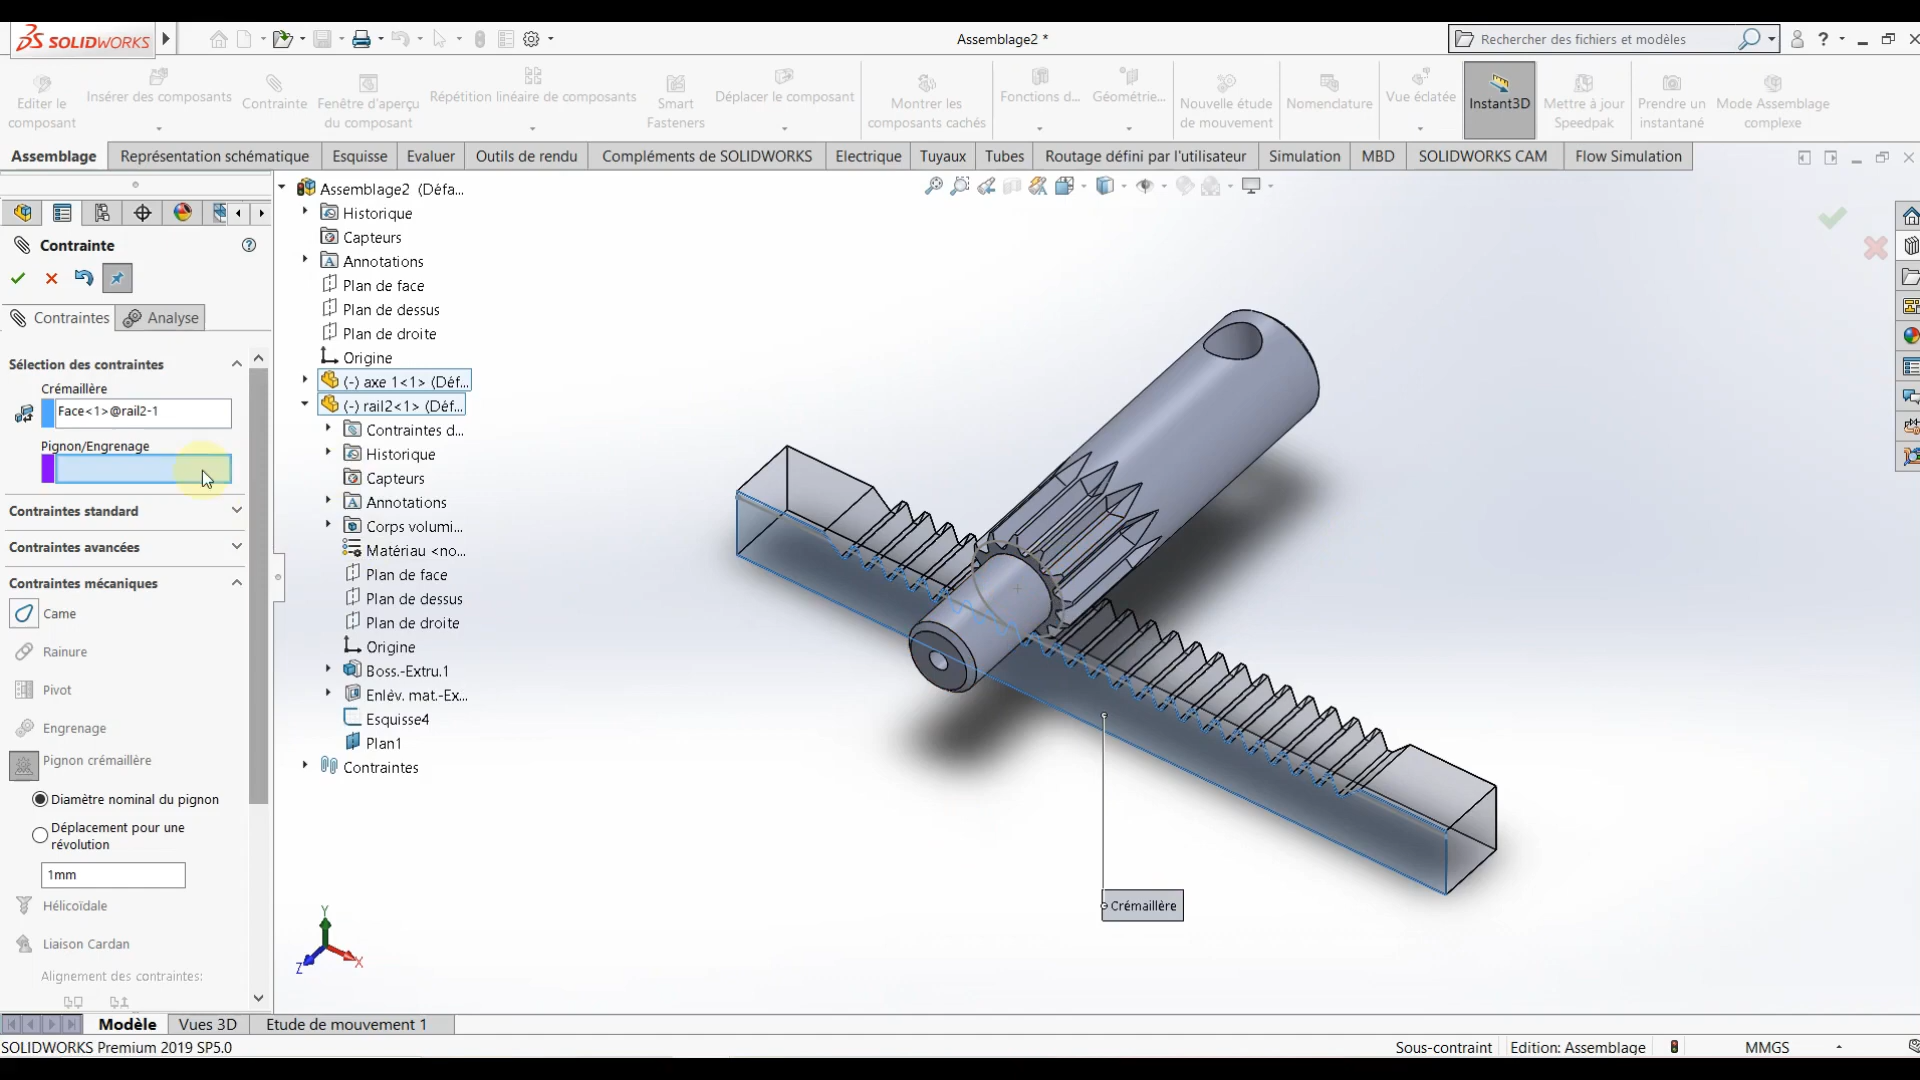 SOLIDWORKS
Assemblage2 *
Rechercher des fichiers et modèles
?
Editer le composant
Insérer des composants
Contrainte
Fenêtre d'aperçu du composant
Répétition linéaire de composants
Smart Fasteners
Déplacer le composant
Montrer les composants cachés
Fonctions d...
Géométrie...
Nouvelle étude de mouvement
Nomenclature
Vue éclatée
Instant3D
Mettre à jour Speedpak
Prendre un instantané
Mode Assemblage complexe
Assemblage
Représentation schématique
Esquisse
Evaluer
Outils de rendu
Compléments de SOLIDWORKS
Electrique
Tuyaux
Tubes
Routage défini par l'utilisateur
Simulation
MBD
SOLIDWORKS CAM
Flow Simulation
Contrainte
Contraintes
Analyse
Sélection des contraintes
Crémaillère
Face<1>@rail2-1
Pignon/Engrenage
Contraintes standard
Contraintes avancées
Contraintes mécaniques
Came
Rainure
Pivot
Engrenage
Pignon crémaillère
Diamètre nominal du pignon
Déplacement pour une
révolution
1mm
Hélicoïdale
Liaison Cardan
Alignement des contraintes:
Assemblage2 (Défa...
Historique
Capteurs
Annotations
Plan de face
Plan de dessus
Plan de droite
Origine
(-) axe 1<1> (Déf...
(-) rail2<1> (Déf...
Contraintes d...
Historique
Capteurs
Annotations
Corps volumi...
Matériau <no...
Plan de face
Plan de dessus
Plan de droite
Origine
Boss.-Extru.1
Enlèv. mat.-Ex...
Esquisse4
Plan1
Contraintes
Crémaillère
Y
X
Z
Modèle
Vues 3D
Etude de mouvement 1
SOLIDWORKS Premium 2019 SP5.0
Sous-contraint
Edition: Assemblage
MMGS